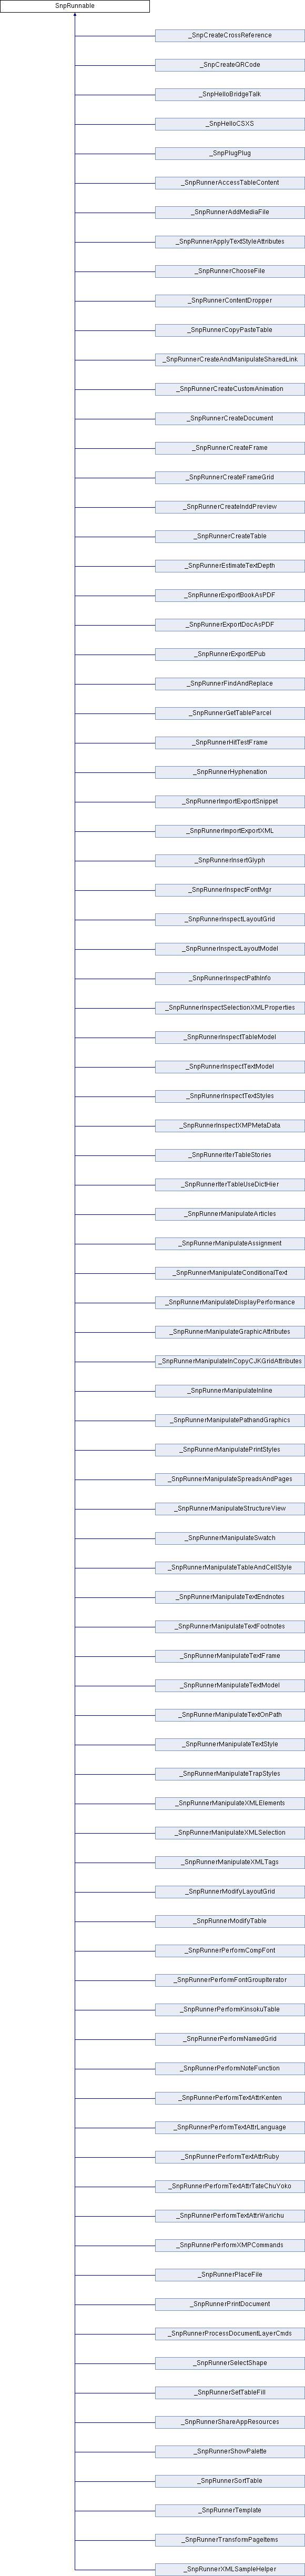 SnpRunnable
_SnpCreateCrossReference
_SnpCreateQRCode
_SnpHelloBridgeTalk
_SnpHelloCSXS
_SnpPlugPlug
_SnpRunnerAccessTableContent
_SnpRunnerAddMediaFile
_SnpRunnerApplyTextStyleAttributes
_SnpRunnerChooseFile
_SnpRunnerContentDropper
_SnpRunnerCopyPasteTable
_SnpRunnerCreateAndManipulateSharedLink
_SnpRunnerCreateCustomAnimation
_SnpRunnerCreateDocument
_SnpRunnerCreateFrame
_SnpRunnerCreateFrameGrid
_SnpRunnerCreateInddPreview
_SnpRunnerCreateTable
_SnpRunnerEstimateTextDepth
_SnpRunnerExportBookAsPDF
_SnpRunnerExportDocAsPDF
_SnpRunnerExportEPub
_SnpRunnerFindAndReplace
_SnpRunnerGetTableParcel
_SnpRunnerHitTestFrame
_SnpRunnerHyphenation
_SnpRunnerImportExportSnippet
_SnpRunnerImportExportXML
_SnpRunnerInsertGlyph
_SnpRunnerInspectFontMgr
_SnpRunnerInspectLayoutGrid
_SnpRunnerInspectLayoutModel
_SnpRunnerInspectPathInfo
_SnpRunnerInspectSelectionXMLProperties
_SnpRunnerInspectTableModel
_SnpRunnerInspectTextModel
_SnpRunnerInspectTextStyles
_SnpRunnerInspectXMPMetaData
_SnpRunnerIterTableStories
_SnpRunnerIterTableUseDictHier
_SnpRunnerManipulateArticles
_SnpRunnerManipulateAssignment
_SnpRunnerManipulateConditionalText
_SnpRunnerManipulateDisplayPerformance
_SnpRunnerManipulateGraphicAttributes
_SnpRunnerManipulateInCopyCJKGridAttributes
_SnpRunnerManipulateInline
_SnpRunnerManipulatePathandGraphics
_SnpRunnerManipulatePrintStyles
_SnpRunnerManipulateSpreadsAndPages
_SnpRunnerManipulateStructureView
_SnpRunnerManipulateSwatch
_SnpRunnerManipulateTableAndCellStyle
_SnpRunnerManipulateTextEndnotes
_SnpRunnerManipulateTextFootnotes
_SnpRunnerManipulateTextFrame
_SnpRunnerManipulateTextModel
_SnpRunnerManipulateTextOnPath
_SnpRunnerManipulateTextStyle
_SnpRunnerManipulateTrapStyles
_SnpRunnerManipulateXMLElements
_SnpRunnerManipulateXMLSelection
_SnpRunnerManipulateXMLTags
_SnpRunnerModifyLayoutGrid
_SnpRunnerModifyTable
_SnpRunnerPerformCompFont
_SnpRunnerPerformFontGroupIterator
_SnpRunnerPerformKinsokuTable
_SnpRunnerPerformNamedGrid
_SnpRunnerPerformNoteFunction
_SnpRunnerPerformTextAttrKenten
_SnpRunnerPerformTextAttrLanguage
_SnpRunnerPerformTextAttrRuby
_SnpRunnerPerformTextAttrTateChuYoko
_SnpRunnerPerformTextAttrWarichu
_SnpRunnerPerformXMPCommands
_SnpRunnerPlaceFile
_SnpRunnerPrintDocument
_SnpRunnerProcessDocumentLayerCmds
_SnpRunnerSelectShape
_SnpRunnerSetTableFill
_SnpRunnerShareAppResources
_SnpRunnerShowPalette
_SnpRunnerSortTable
_SnpRunnerTemplate
_SnpRunnerTransformPageItems
_SnpRunnerXMLSampleHelper